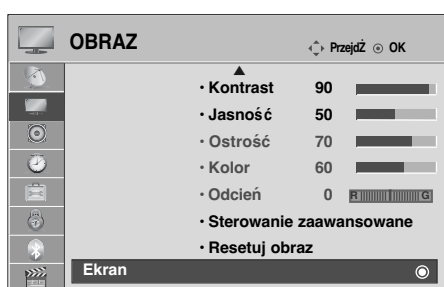 OBRAZ
PrzejdŹ OK
Kontrast 90
Jasność 50
Ostrość 70
Kolor 60
Odcień 0 R G
Sterowanie zaawansowane
Resetuj obraz
Ekran